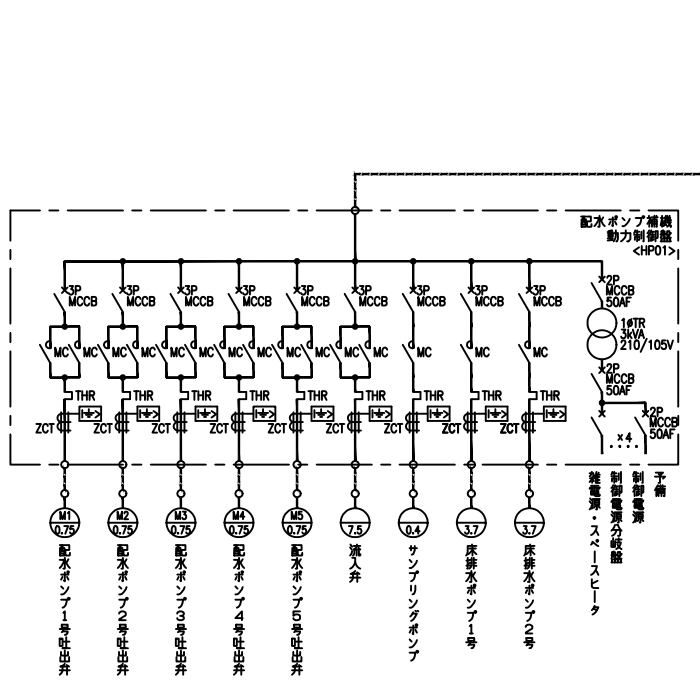 配水ポンプ補機
動力制御盤
<HP01>
3P 3P 3P 3P 3P 3P 3P 3P 3P
MCCB MCCB MCCB MCCB MCCB MCCB MCCB MCCB MCCB
2P
MCCB
50AF
1φTR
3kVA
210/105V
MC MC MC MC MC MC MC MC MC MC MC MC MC MC MC
2P
MCCB
50AF
THR THR THR THR THR THR THR THR THR
ZCT ZCT ZCT ZCT ZCT ZCT ZCT ZCT ZCT
2P
MCCB
50AF
×4
雑電源・スペースヒータ
制御電源分岐盤
制御電源
予備
M1 M2 M3 M4 M5
0.75 0.75 0.75 0.75 0.75 7.5 0.4 3.7 3.7
配水ポンプ1号吐出弁
配水ポンプ2号吐出弁
配水ポンプ3号吐出弁
配水ポンプ4号吐出弁
配水ポンプ5号吐出弁
流入弁
サンプリングポンプ
床排水ポンプ1号
床排水ポンプ2号